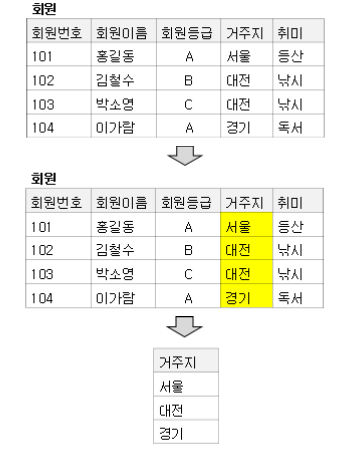 회원
회원번호 회원이름 회원등급 거주지 취미
101 홍길동 A 서울 등산
102 김철수 B 대전 낚시
103 박소영 C 대전 낚시
104 이가람 A 경기 독서
회원
회원번호 회원이름 회원등급 거주지 취미
101 홍길동 A 서울 등산
102 김철수 B 대전 낚시
103 박소영 C 대전 낚시
104 이가람 A 경기 독서
거주지
서울
대전
경기